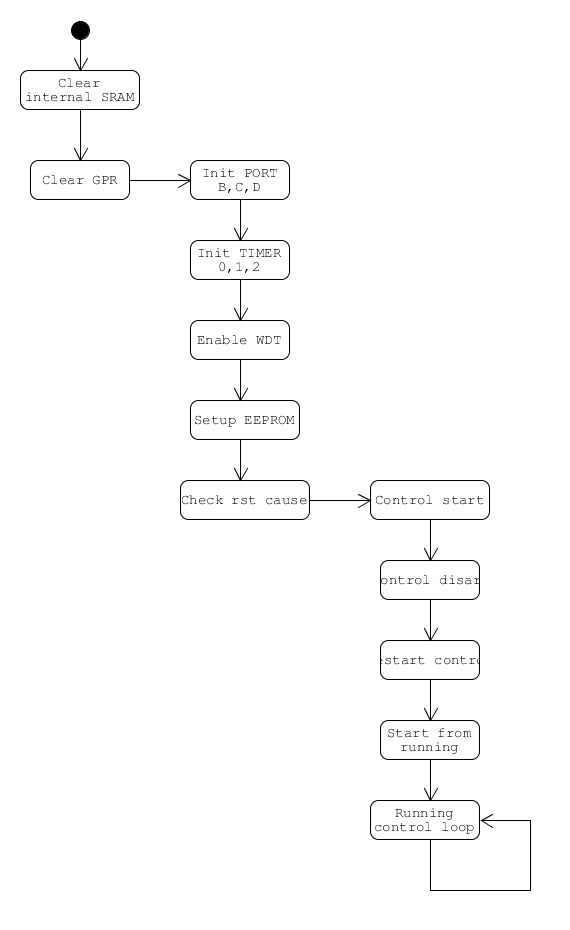 Clear
internal SRAM
Clear GPR
Init PORT
B,C,D
Init TIMER
0,1,2
Enable WDT
Setup EEPROM
Check rst cause
Control start
ontrol disar
estart contro
Start from
running
Running
control loop